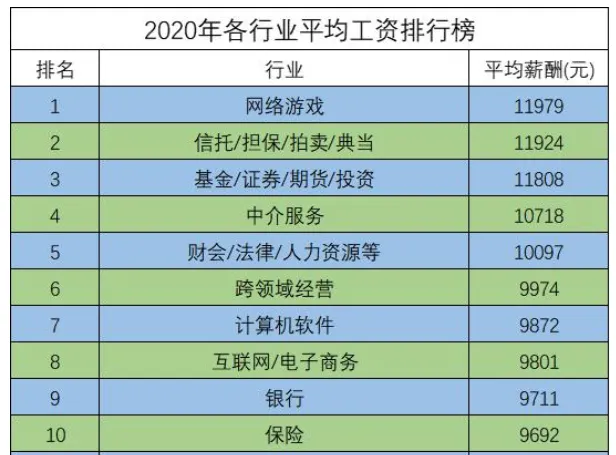 2020年各行业平均工资排行榜
排名 行业 平均薪酬(元)
1 网络游戏 11979
2 信托/担保/拍卖/典当 11924
3 基金/证券/期货/投资 11808
4 中介服务 10718
5 财会/法律/人力资源等 10097
6 跨领域经营 9974
7 计算机软件 9872
8 互联网/电子商务 9801
9 银行 9711
10 保险 9692